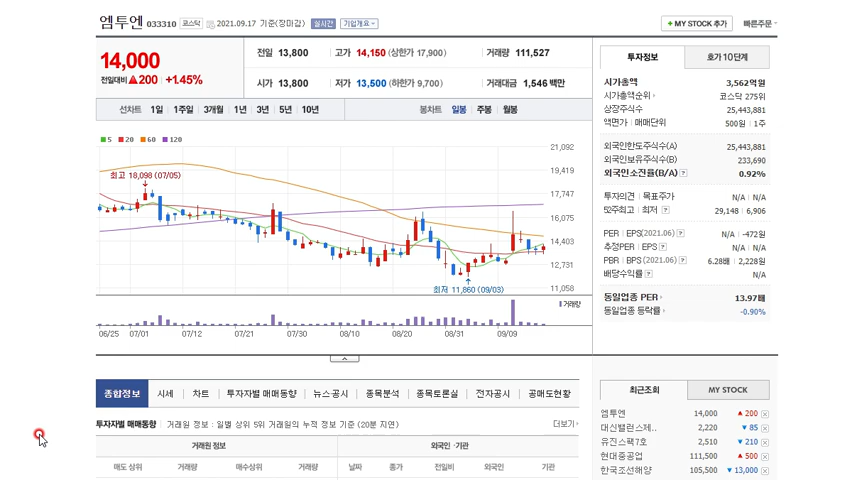 엠투엔 033310 코스닥 2021.09.17 기준(장마감) 실시간 기업개요
+ MY STOCK 추가 빠른주문
14,000
전일대비 ▲200 +1.45%
전일 13,800 고가 14,150 (상한가 17,900) 거래량 111,527
시가 13,800 저가 13,500 (하한가 9,700) 거래대금 1,546 백만
선차트 1일 1주일 3개월 1년 3년 5년 10년 봉차트 일봉 주봉 월봉
5 20 60 120
최고 18,098 (07/05)
최저 11,860 (09/03)
21,092
19,419
17,747
16,075
14,403
12,731
11,058
거래량
06/25 07/01 07/12 07/21 07/30 08/10 08/20 08/31 09/09
투자정보 호가 10단계
시가총액 3,562억원
시가총액순위 코스닥 275위
상장주식수 25,443,881
액면가 매매단위 500원 1주
외국인한도주식수(A) 25,443,881
외국인보유주식수(B) 233,690
외국인소진율(B/A) ? 0.92%
투자의견 목표주가 N/A N/A
52주최고 최저 ? 29,148 6,906
PER EPS(2021.06) ? N/A -472원
추정PER EPS ? N/A N/A
PBR BPS (2021.06) ? 6.28배 2,228원
배당수익률 ? N/A
동일업종 PER 13.97배
동일업종 등락률 -0.90%
종합정보 시세 차트 투자자별 매매동향 뉴스·공시 종목분석 종목토론실 전자공시 공매도현황
투자자별 매매동향 거래원 정보 : 일별 상위 5위 거래원의 누적 정보 기준 (20분 지연) 더보기
거래원 정보 외국인·기관
매도 상위 거래량 매수상위 거래량 날짜 종가 전일비 외국인 기관
최근조회 MY STOCK
엠투엔 14,000 ▲ 200
대신밸런스제.. 2,220 ▼ 85
유진스팩7호 2,510 ▼ 210
현대중공업 111,500 ▲ 500
한국조선해양 105,500 ▼ 13,000